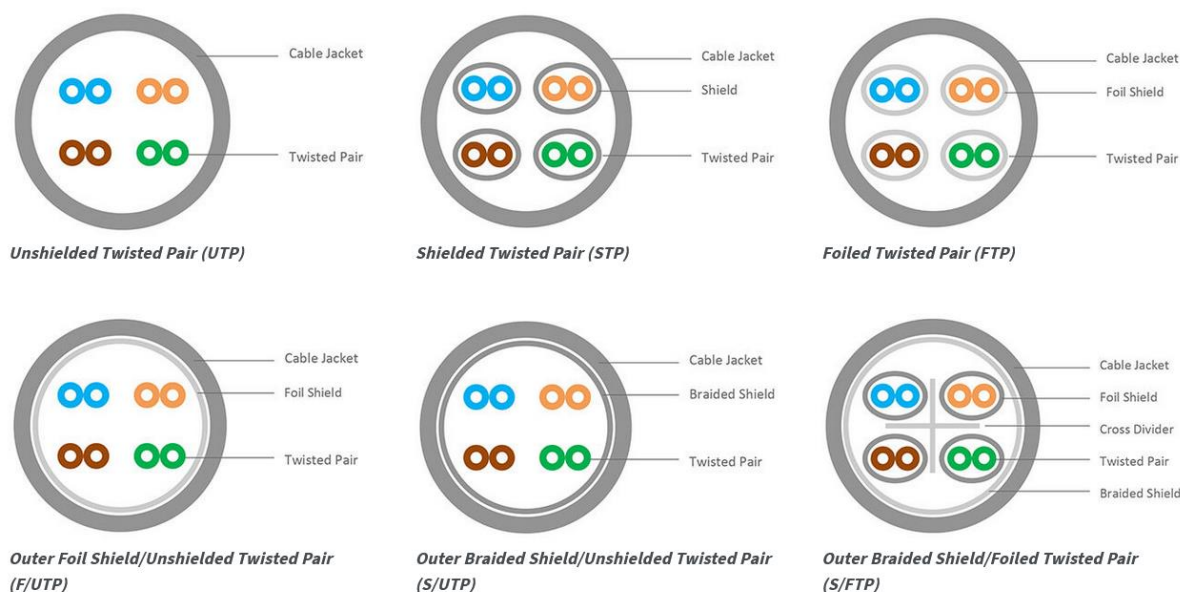 Cable Jacket
Twisted Pair
Unshielded Twisted Pair (UTP)
Cable Jacket
Shield
Twisted Pair
Shielded Twisted Pair (STP)
Cable Jacket
Foil Shield
Twisted Pair
Foiled Twisted Pair (FTP)
Cable Jacket
Foil Shield
Twisted Pair
Outer Foil Shield/Unshielded Twisted Pair
(F/UTP)
Cable Jacket
Braided Shield
Twisted Pair
Outer Braided Shield/Unshielded Twisted Pair
(S/UTP)
Cable Jacket
Foil Shield
Cross Divider
Twisted Pair
Braided Shield
Outer Braided Shield/Foiled Twisted Pair
(S/FTP)